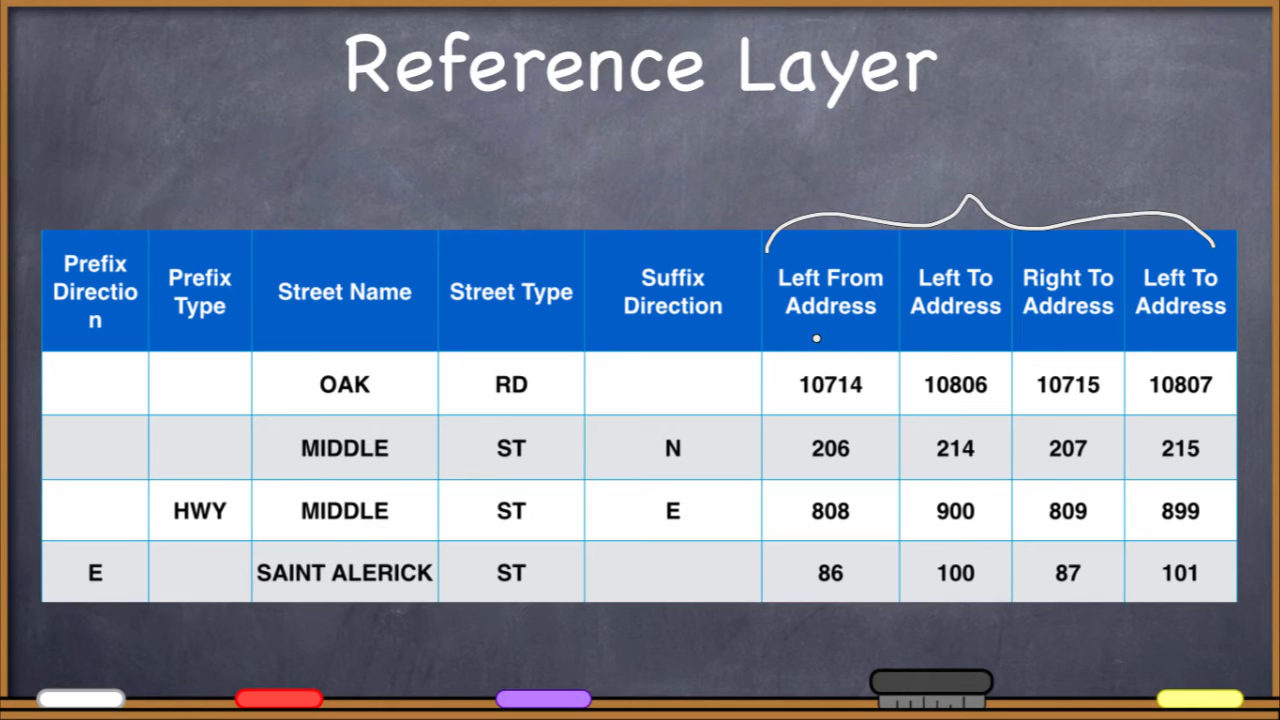 Reference Layer
Prefix Directio n | Prefix Type | Street Name | Street Type | Suffix Direction | Left From Address | Left To Address | Right To Address | Left To Address
OAK | RD | 10714 | 10806 | 10715 | 10807
MIDDLE | ST | N | 206 | 214 | 207 | 215
HWY | MIDDLE | ST | E | 808 | 900 | 809 | 899
E | SAINT ALERICK | ST | 86 | 100 | 87 | 101